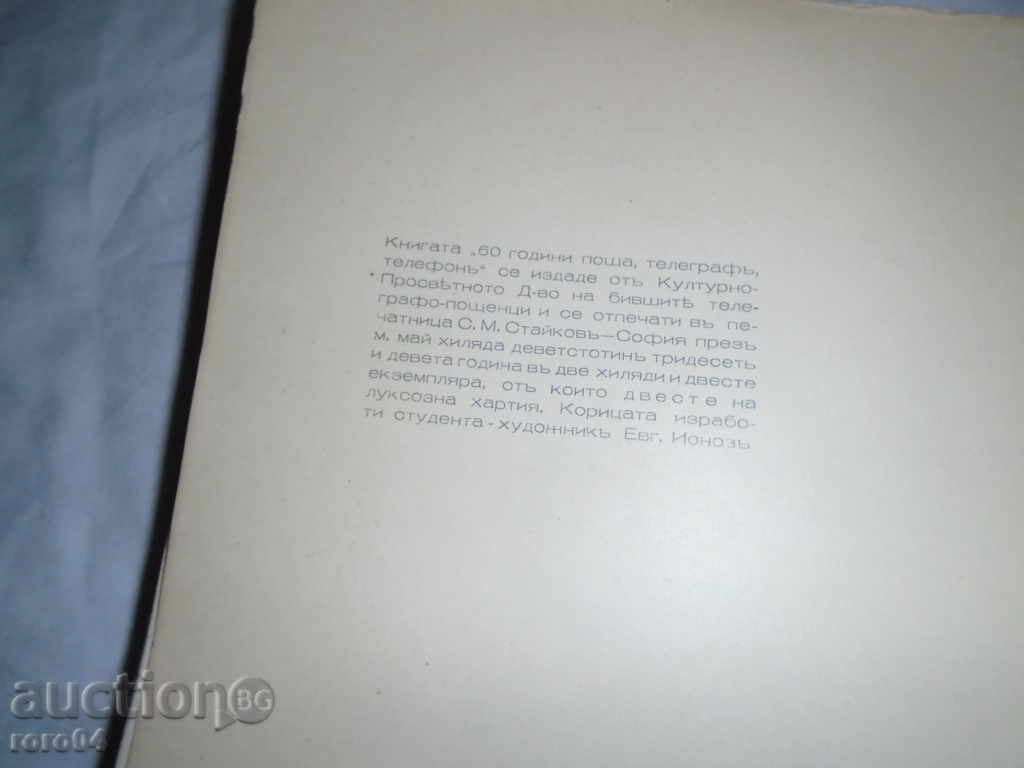 Книгата „60 години поща, телеграфъ,
телефонъ“ се издаде отъ Културно-
Просвѣтното Д-во на бившитѣ теле-
графо-пощенци и се отпечати въ пе-
чатница С. М. Стайковъ—София презъ
м. май хиляда деветстотинъ тридесеть
и девета година въ две хиляди и двесте
екземпляра, отъ които двесте на
луксозна хартия. Корицата израбо-
ти студента-художникъ Евг. Ионозъ
auction BG
roro04